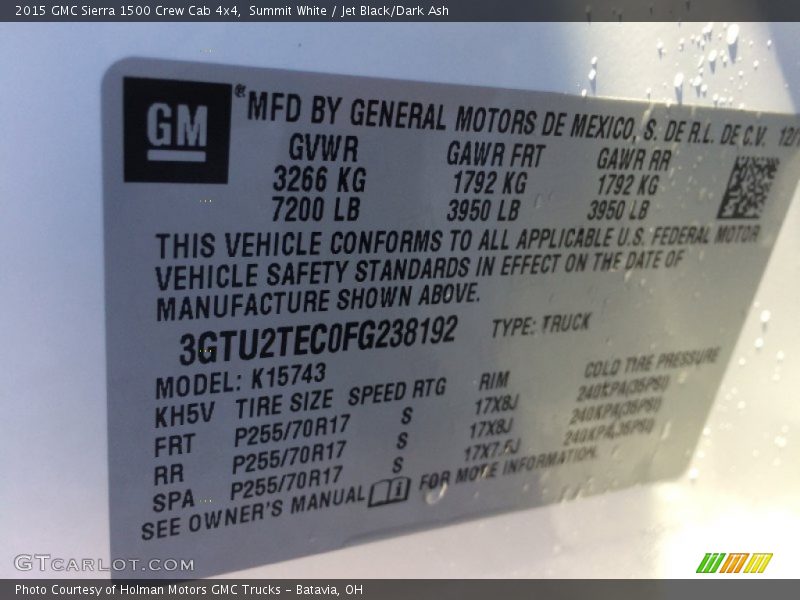 2015 GMC Sierra 1500 Crew Cab 4x4, Summit White / Jet Black/Dark Ash
GM
® MFD BY GENERAL MOTORS DE MEXICO, S. DE R.L. DE C.V. 12/
GVWR GAWR FRT GAWR RR
3266 KG 1792 KG 1792 KG
7200 LB 3950 LB 3950 LB
THIS VEHICLE CONFORMS TO ALL APPLICABLE U.S. FEDERAL MOTOR
VEHICLE SAFETY STANDARDS IN EFFECT ON THE DATE OF
MANUFACTURE SHOWN ABOVE.
3GTU2TEC0FG238192 TYPE: TRUCK
MODEL: K15743
KH5V TIRE SIZE SPEED RTG RIM COLD TIRE PRESSURE
FRT P255/70R17 S 17X8J 240KPA(35PSI)
RR P255/70R17 S 17X8J 240KPA(35PSI)
SPA P255/70R17 S 17X7.5J 240KPA(35PSI)
SEE OWNER'S MANUAL FOR MORE INFORMATION.
GTCARLOT.COM
Photo Courtesy of Holman Motors GMC Trucks - Batavia, OH